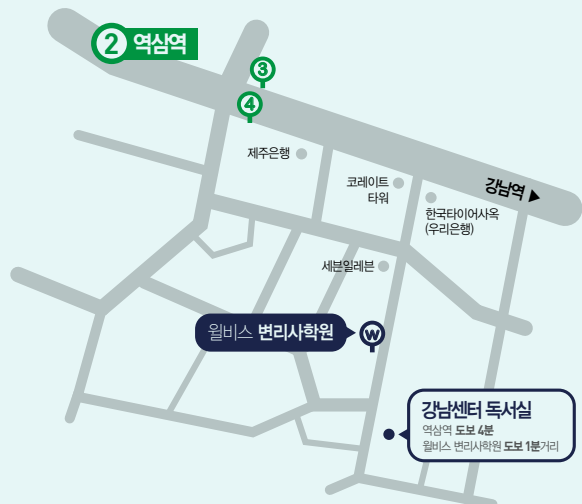 2 역삼역
3
4
제주은행
코레이트
타워
강남역 ▶
한국타이어사옥
(우리은행)
세븐일레븐
윌비스 변리사학원
W
강남센터 독서실
역삼역 도보 4분
윌비스 변리사학원 도보 1분거리